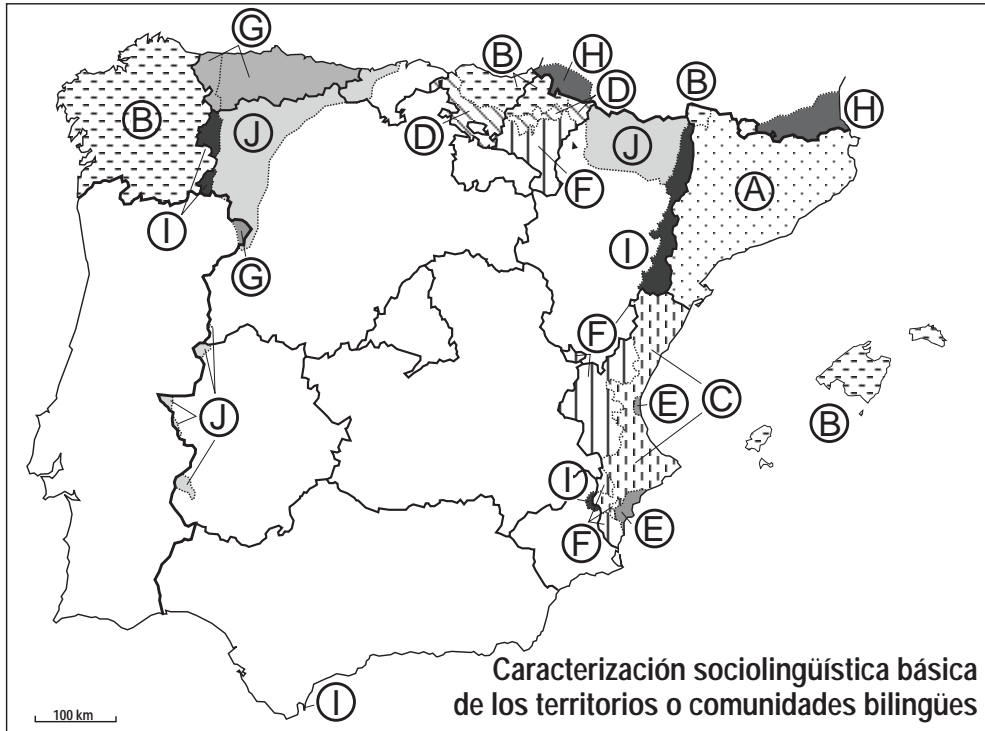 G
B
H
B
D
H
B
J
D
J
F
A
I
G
I
F
E
C
J
B
I
F
E
I
Caracterización sociolingüística básica
de los territorios o comunidades bilingües
100 km